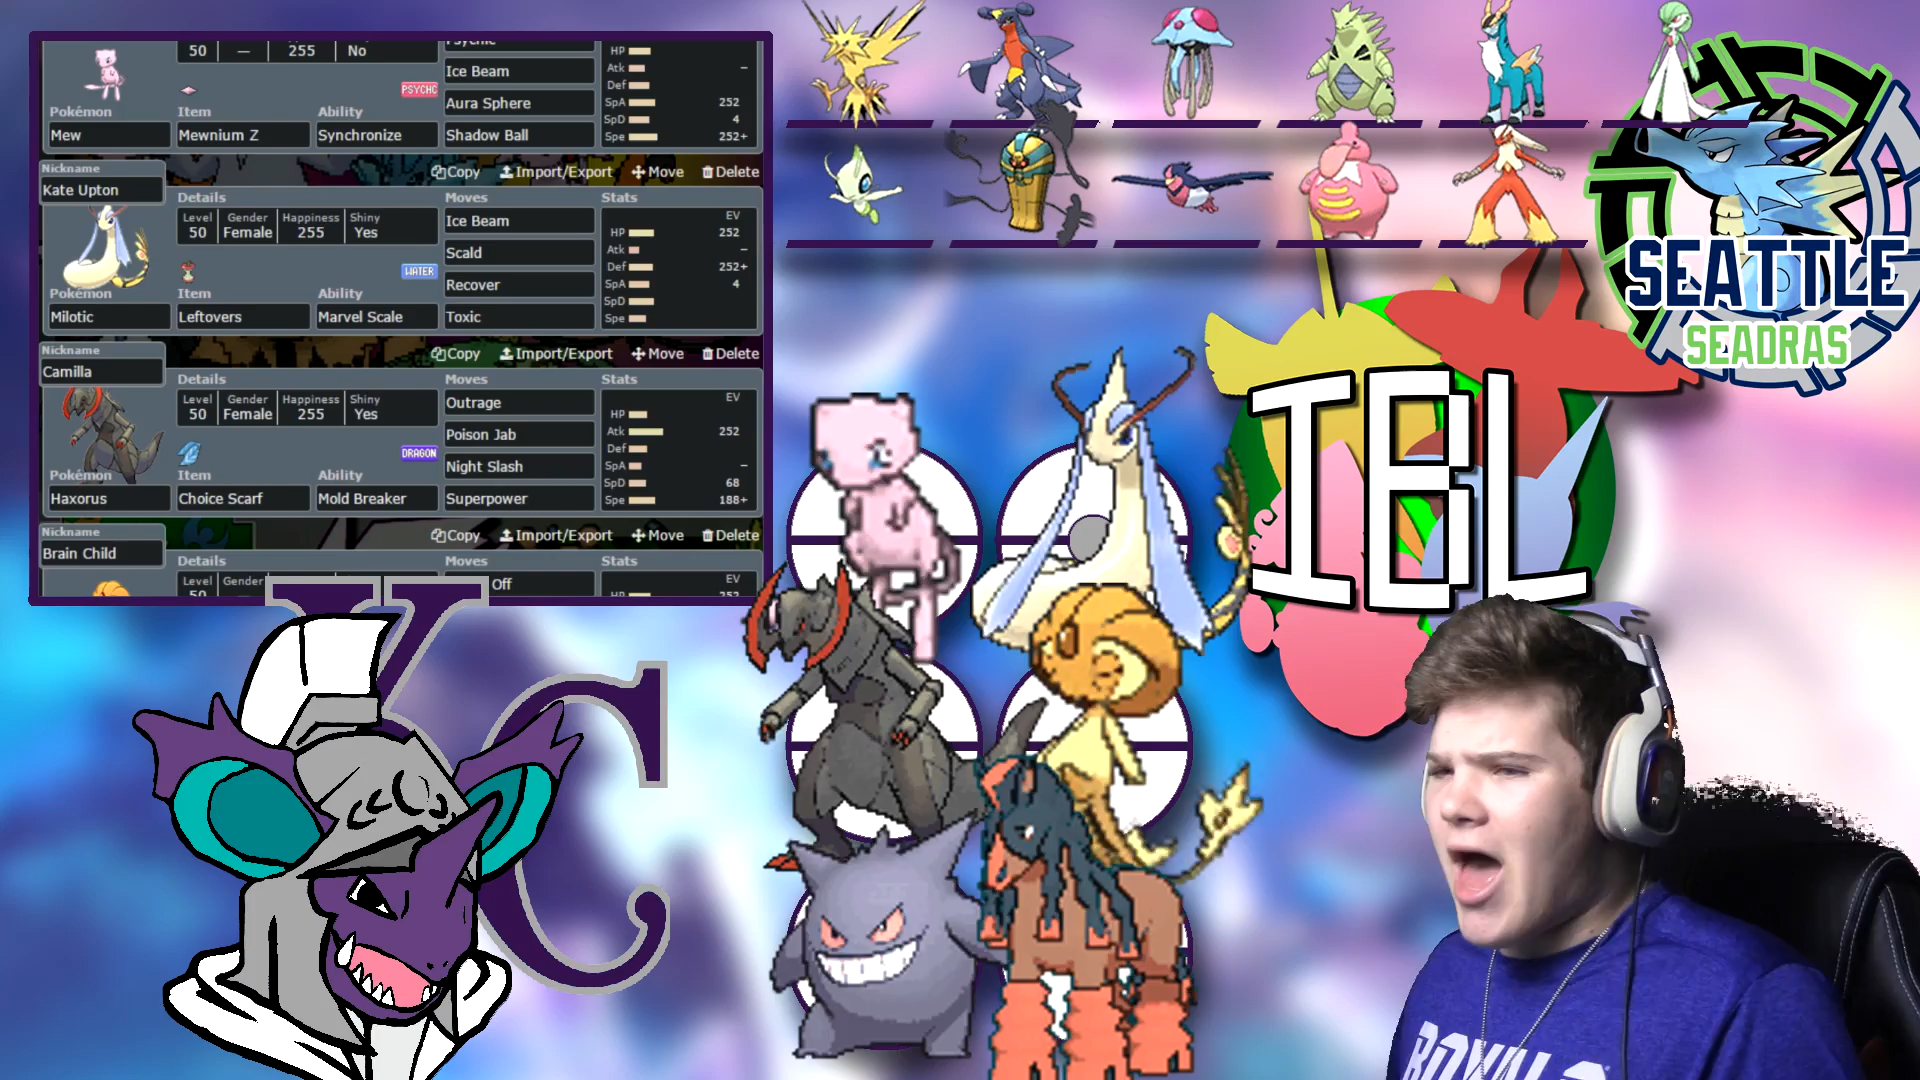 50 — 255 No
Psychic
Ice Beam
Aura Sphere
Shadow Ball
PSYCHC
Pokémon Item Ability
Mew Mewnium Z Synchronize
HP
Atk –
Def
SpA 252
SpD 4
Spe 252+
Nickname
Kate Upton
Copy Import/Export Move Delete
Details Moves Stats
Level Gender Happiness Shiny
50 Female 255 Yes
WATER
Pokémon Item Ability
Milotic Leftovers Marvel Scale
Ice Beam
Scald
Recover
Toxic
EV
HP 252
Atk –
Def 252+
SpA 4
SpD
Spe
Nickname
Camilla
Copy Import/Export Move Delete
Details Moves Stats
Level Gender Happiness Shiny
50 Female 255 Yes
DRAGON
Pokémon Item Ability
Haxorus Choice Scarf Mold Breaker
Outrage
Poison Jab
Night Slash
Superpower
EV
HP
Atk 252
Def
SpA –
SpD 68
Spe 188+
Nickname
Brain Child
Copy Import/Export Move Delete
Details Moves Stats
Level Gender
50
Off
EV
HP 252
SEATTLE
SEADRAS
IBL
C
ROYALS